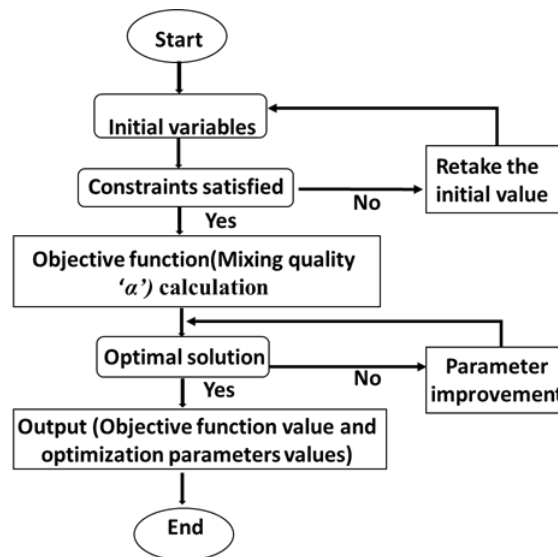 Start
Initial variables
Constraints satisfied
No
Retake the
initial value
Yes
Objective function(Mixing quality
‘α’) calculation
Optimal solution
No
Parameter
improvement
Yes
Output (Objective function value and
optimization parameters values)
End